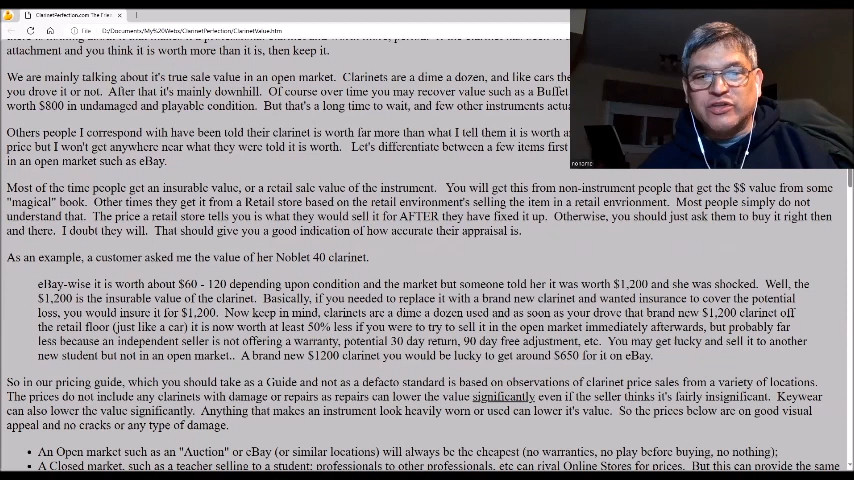 ClarinetPerfection.com The Fines
File D:/Documents/My%20Webs/ClarinetPerfection/ClarinetValue.htm
attachment and you think it is worth more than it is, then keep it.
We are mainly talking about it's true sale value in an open market. Clarinets are a dime a dozen, and like cars the
you drove it or not. After that it's mainly downhill. Of course over time you may recover value such as a Buffet
worth $800 in undamaged and playable condition. But that's a long time to wait, and few other instruments actua
Others people I correspond with have been told their clarinet is worth far more than what I tell them it is worth a
price but I won't get anywhere near what they were told it is worth. Let's differentiate between a few items first
in an open market such as eBay.
Most of the time people get an insurable value, or a retail sale value of the instrument. You will get this from non-instrument people that get the $$ value from some
"magical" book. Other times they get it from a Retail store based on the retail environment's selling the item in a retail envrionment. Most people simply do not
understand that. The price a retail store tells you is what they would sell it for AFTER they have fixed it up. Otherwise, you should just ask them to buy it right then
and there. I doubt they will. That should give you a good indication of how accurate their appraisal is.
As an example, a customer asked me the value of her Noblet 40 clarinet.
eBay-wise it is worth about $60 - 120 depending upon condition and the market but someone told her it was worth $1,200 and she was shocked. Well, the
$1,200 is the insurable value of the clarinet. Basically, if you needed to replace it with a brand new clarinet and wanted insurance to cover the potential
loss, you would insure it for $1,200. Now keep in mind, clarinets are a dime a dozen used and as soon as your drove that brand new $1,200 clarinet off
the retail floor (just like a car) it is now worth at least 50% less if you were to try to sell it in the open market immediately afterwards, but probably far
less because an independent seller is not offering a warranty, potential 30 day return, 90 day free adjustment, etc. You may get lucky and sell it to another
new student but not in an open market.. A brand new $1200 clarinet you would be lucky to get around $650 for it on eBay.
So in our pricing guide, which you should take as a Guide and not as a defacto standard is based on observations of clarinet price sales from a variety of locations.
The prices do not include any clarinets with damage or repairs as repairs can lower the value significantly even if the seller thinks it's fairly insignificant. Keywear
can also lower the value significantly. Anything that makes an instrument look heavily worn or used can lower it's value. So the prices below are on good visual
appeal and no cracks or any type of damage.
• An Open market such as an "Auction" or eBay (or similar locations) will always be the cheapest (no warranties, no play before buying, no nothing);
• A Closed market, such as a teacher selling to a student; professionals to other professionals, etc can rival Online Stores for prices. But this can provide the same
noname